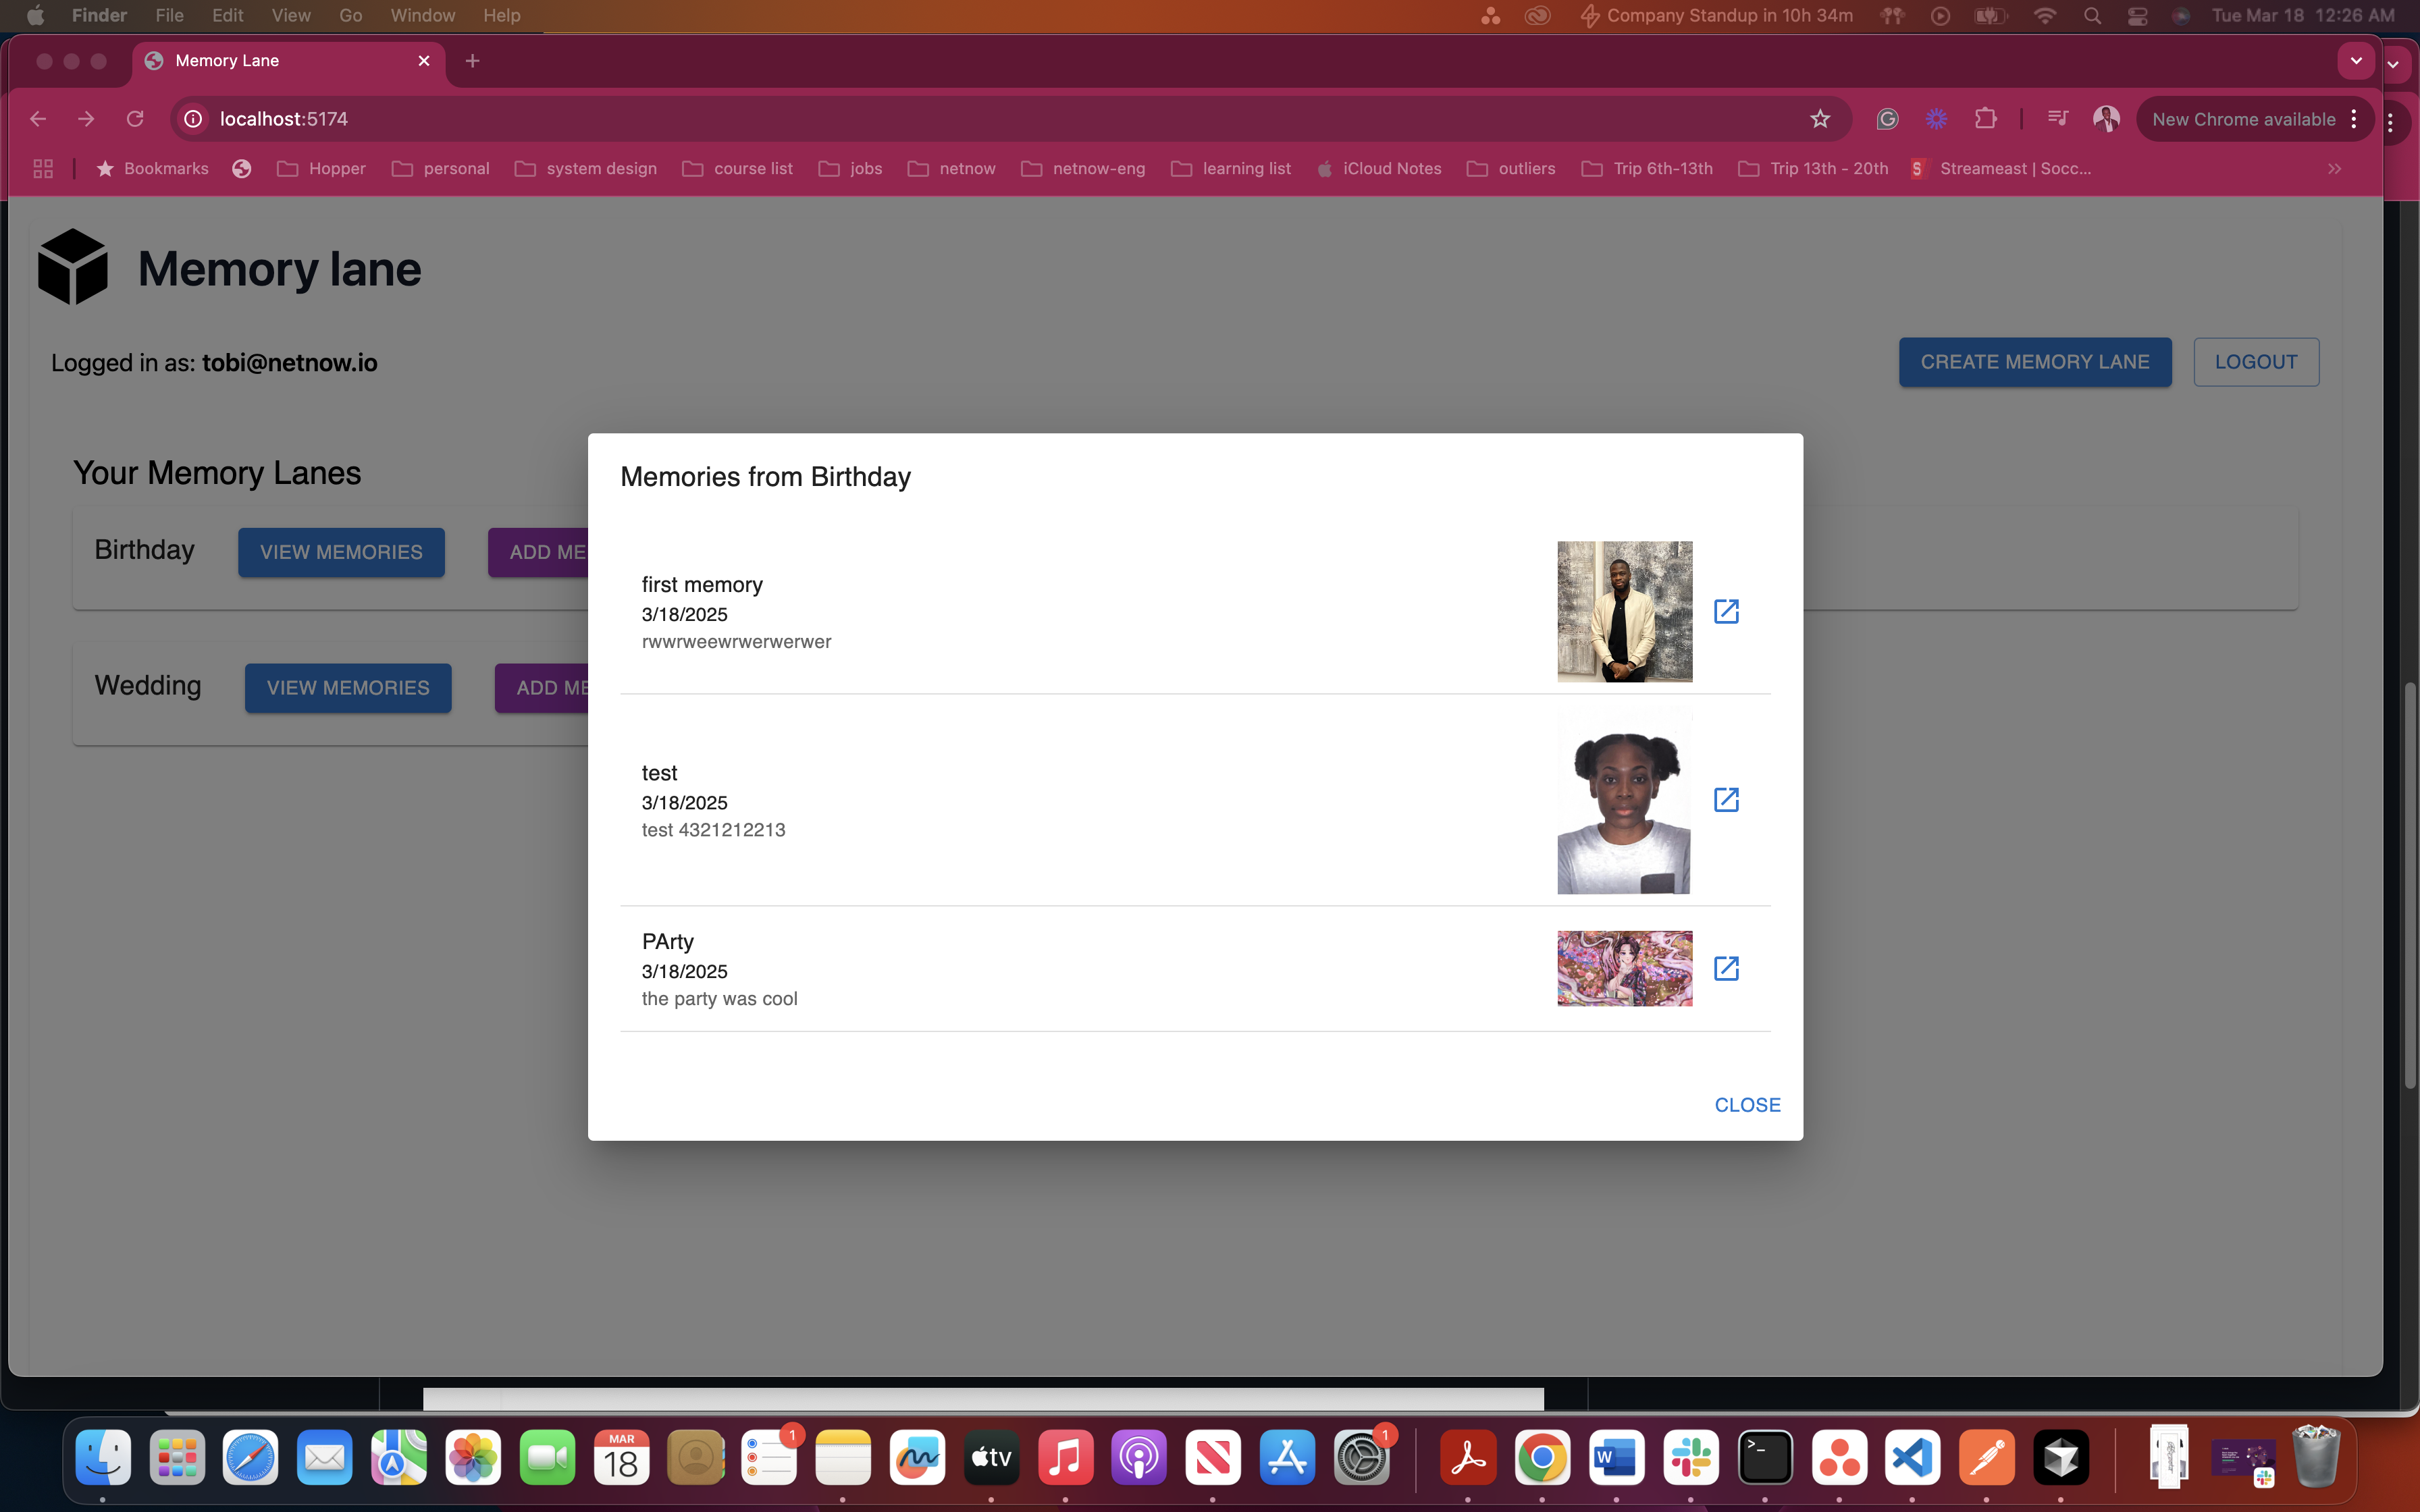 Finder File Edit View Go Window Help Company Standup in 10h 34m Tue Mar 18 12:26 AM
Memory Lane
localhost:5174 New Chrome available
Bookmarks Hopper personal system design course list jobs netnow netnow-eng learning list iCloud Notes outliers Trip 6th-13th Trip 13th - 20th S Streameast | Socc...
Memory lane
Logged in as: tobi@netnow.io CREATE MEMORY LANE LOGOUT
Your Memory Lanes
Birthday VIEW MEMORIES ADD ME
Wedding VIEW MEMORIES ADD ME
Memories from Birthday
first memory
3/18/2025
rwwrweewrwerwerwer
test
3/18/2025
test 4321212213
PArty
3/18/2025
the party was cool
CLOSE
MAR
18
1
tv
1
W